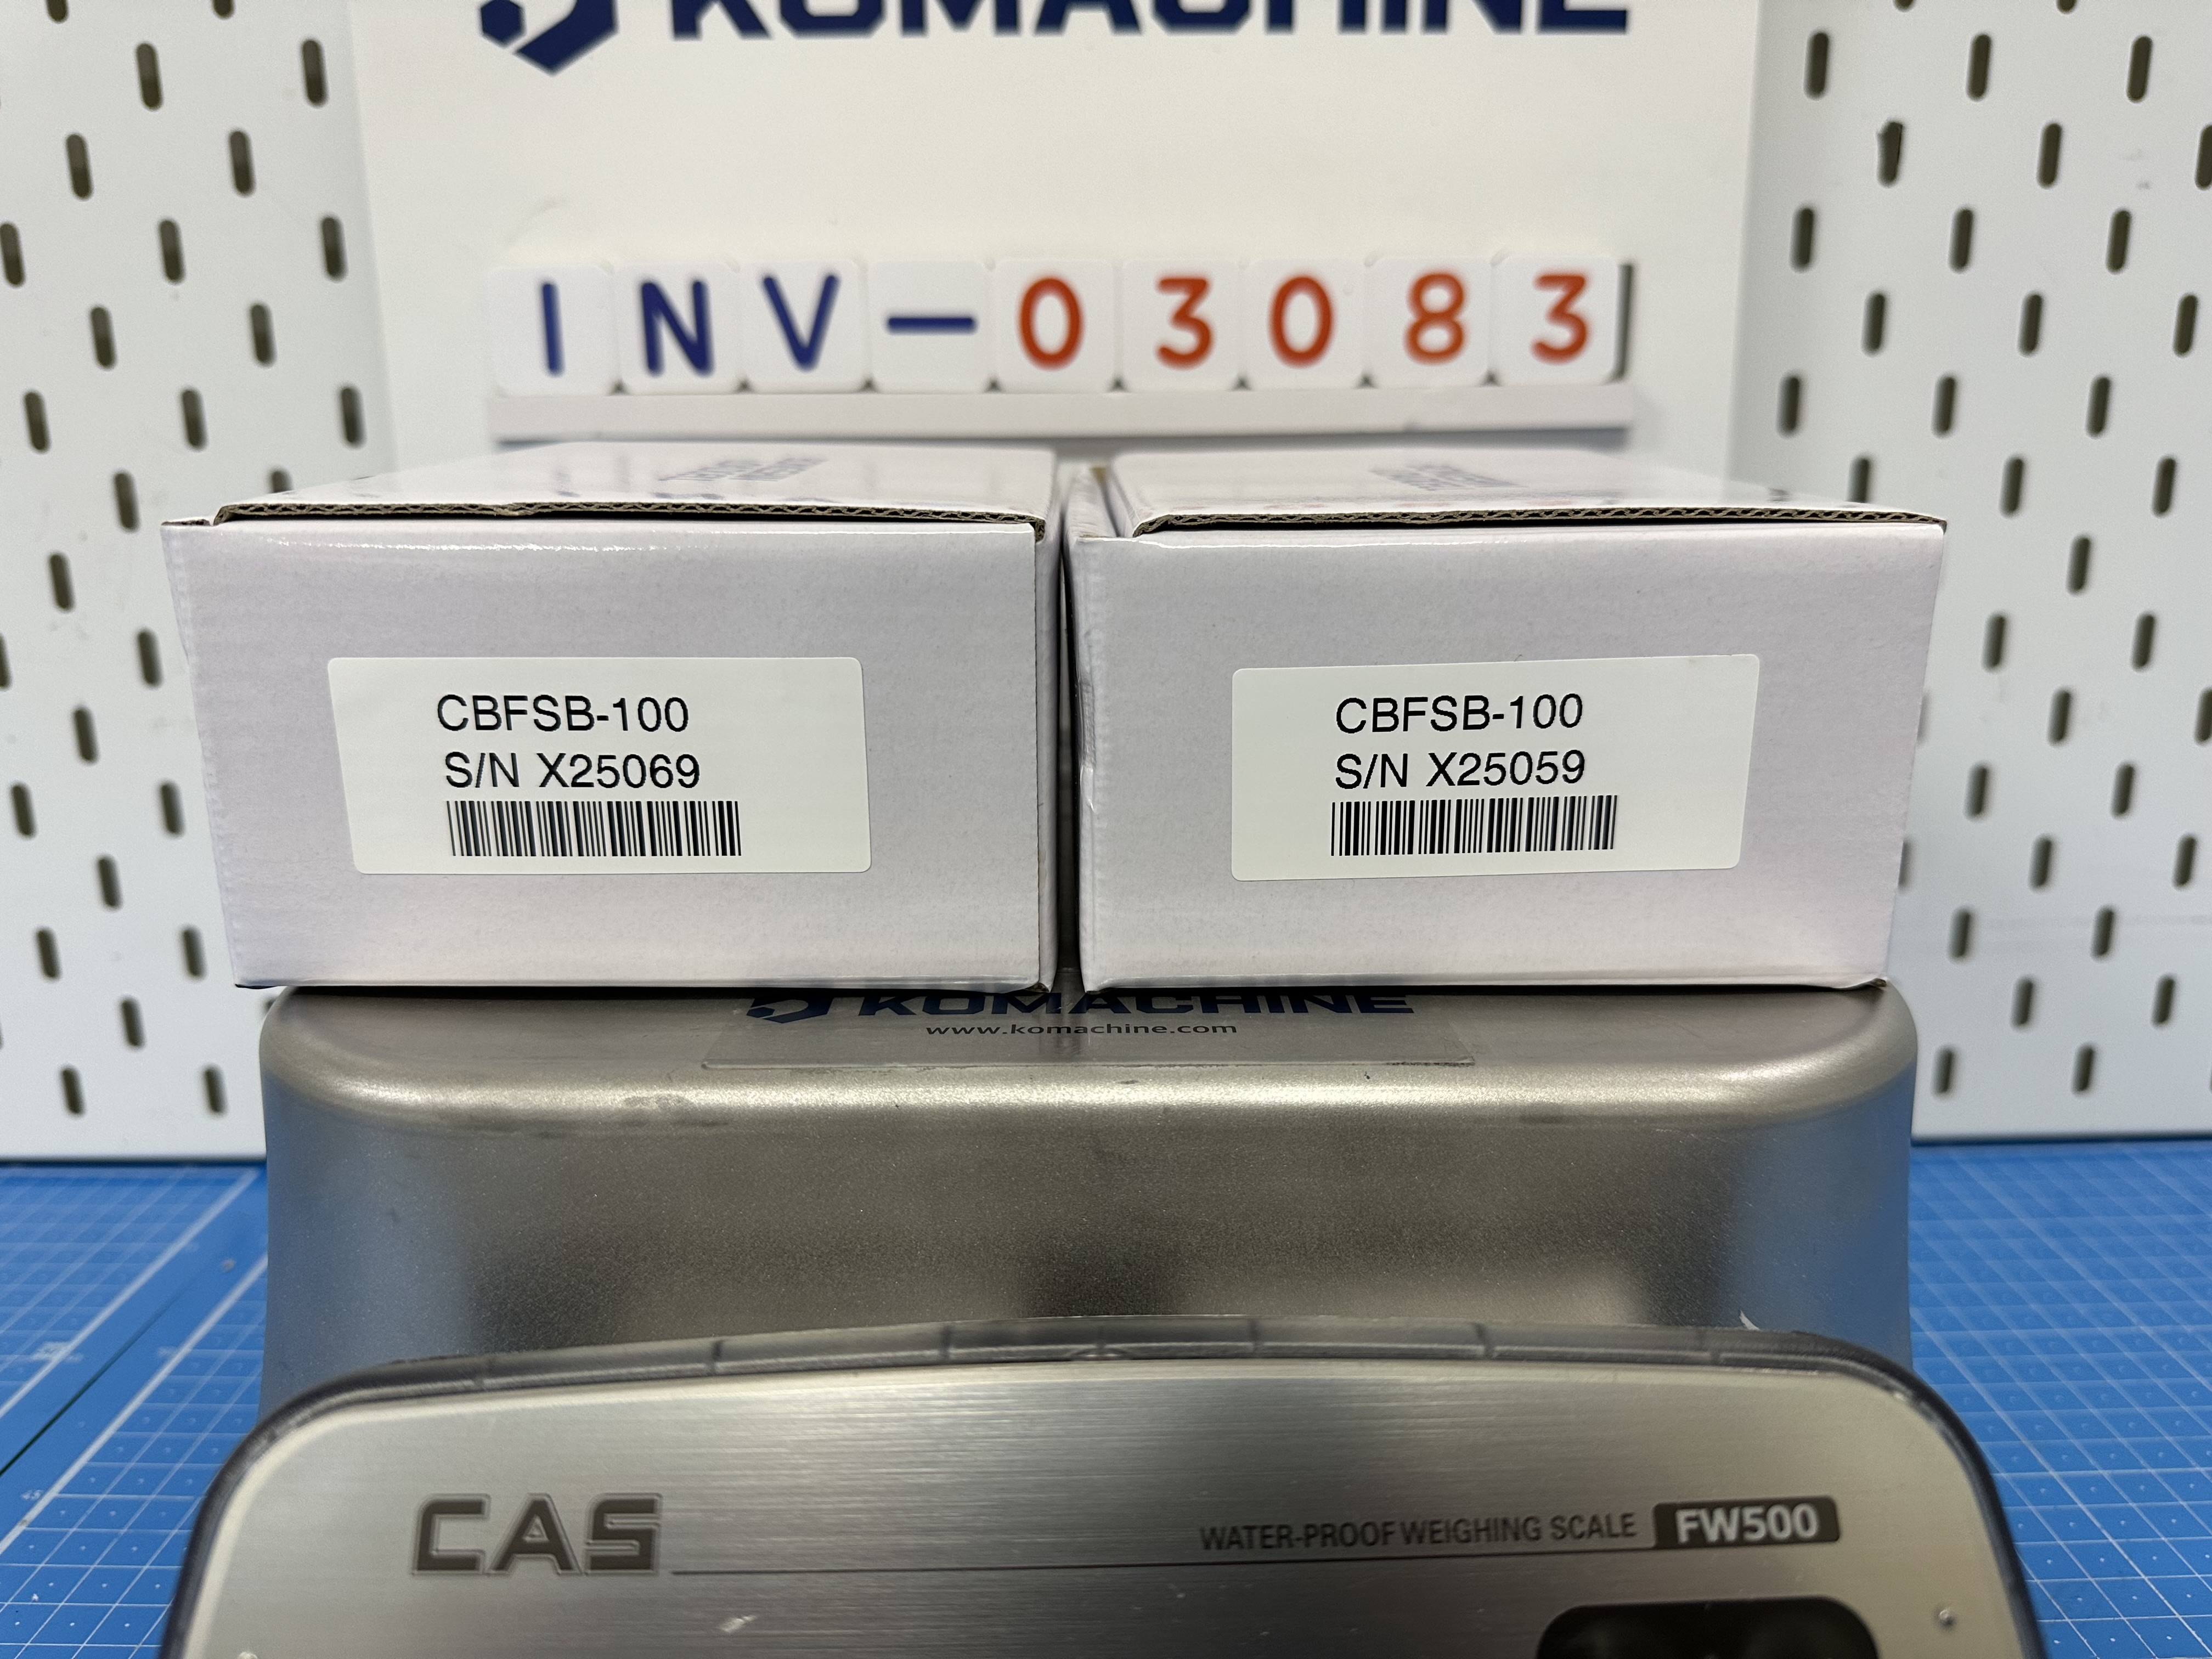 KOMACHINE
INV-03083
CBFSB-100
S/N X25069
CBFSB-100
S/N X25059
KOMACHINE
www.komachine.com
CAS
WATER-PROOF WEIGHING SCALE FW500